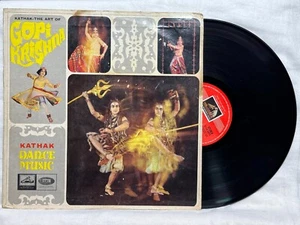 KATHAK-THE ART OF
GOPI
KRISHNA
KATHAK
DANCE
MUSIC